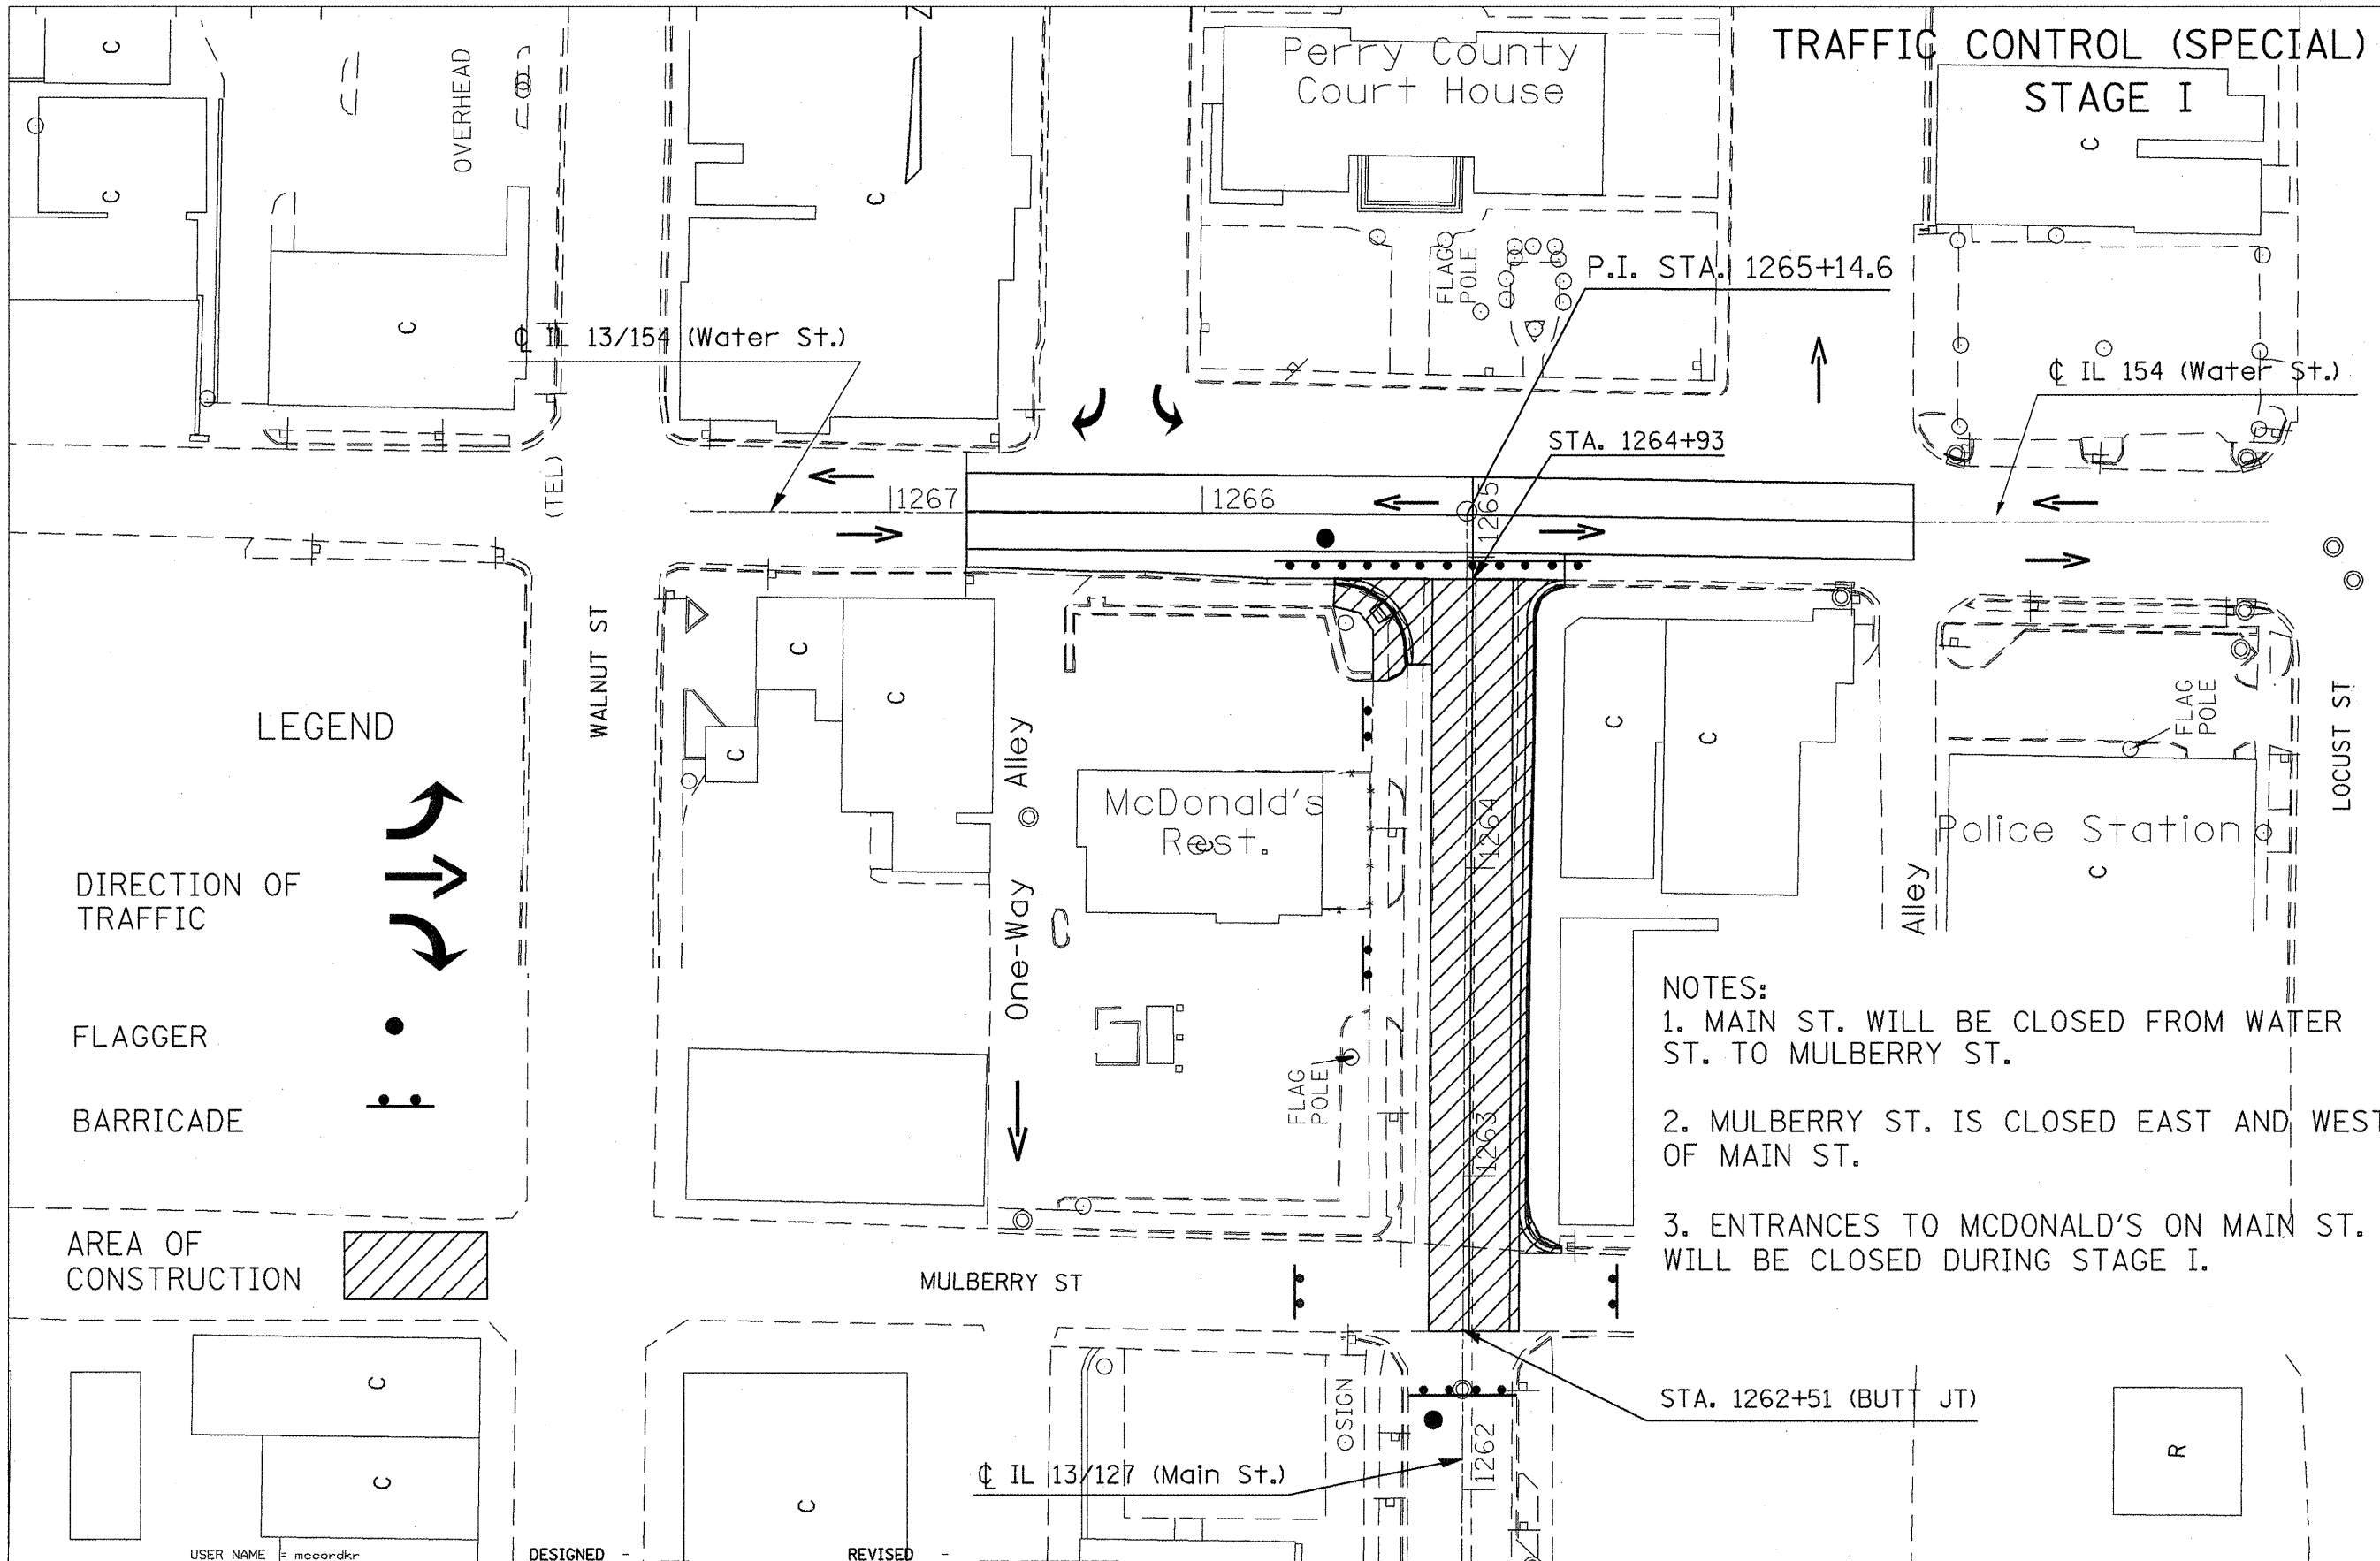 TRAFFIC CONTROL (SPECIAL)
STAGE I
Perry County
Court House
C
C
C
C
C
OVERHEAD
FLAG
POLE
P.I. STA. 1265+14.6
℄ IL 13/154 (Water St.)
℄ IL 154 (Water St.)
STA. 1264+93
(TEL)
1267
1266
1265
WALNUT ST
C
C
C
One-Way Alley
McDonald's
Rest.
C
1264
1263
C
C
Alley
FLAG
POLE
Police Station
C
LOCUST ST
LEGEND
DIRECTION OF
TRAFFIC
FLAGGER
BARRICADE
AREA OF
CONSTRUCTION
FLAG
POLE
NOTES:
1. MAIN ST. WILL BE CLOSED FROM WATER
ST. TO MULBERRY ST.
2. MULBERRY ST. IS CLOSED EAST AND WEST
OF MAIN ST.
3. ENTRANCES TO MCDONALD'S ON MAIN ST.
WILL BE CLOSED DURING STAGE I.
MULBERRY ST
STA. 1262+51 (BUTT JT)
SIGN
1262
℄ IL 13/127 (Main St.)
C
C
C
R
USER NAME = mccordkr
DESIGNED -
REVISED -